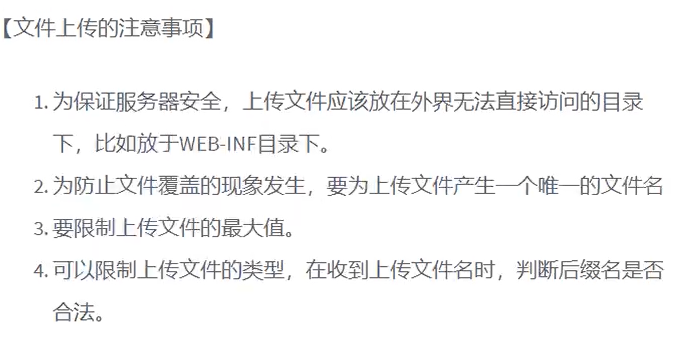 【文件上传的注意事项】
1. 为保证服务器安全，上传文件应该放在外界无法直接访问的目录
下，比如放于WEB-INF目录下。
2. 为防止文件覆盖的现象发生，要为上传文件产生一个唯一的文件名
3. 要限制上传文件的最大值。
4. 可以限制上传文件的类型，在收到上传文件名时，判断后缀名是否
合法。